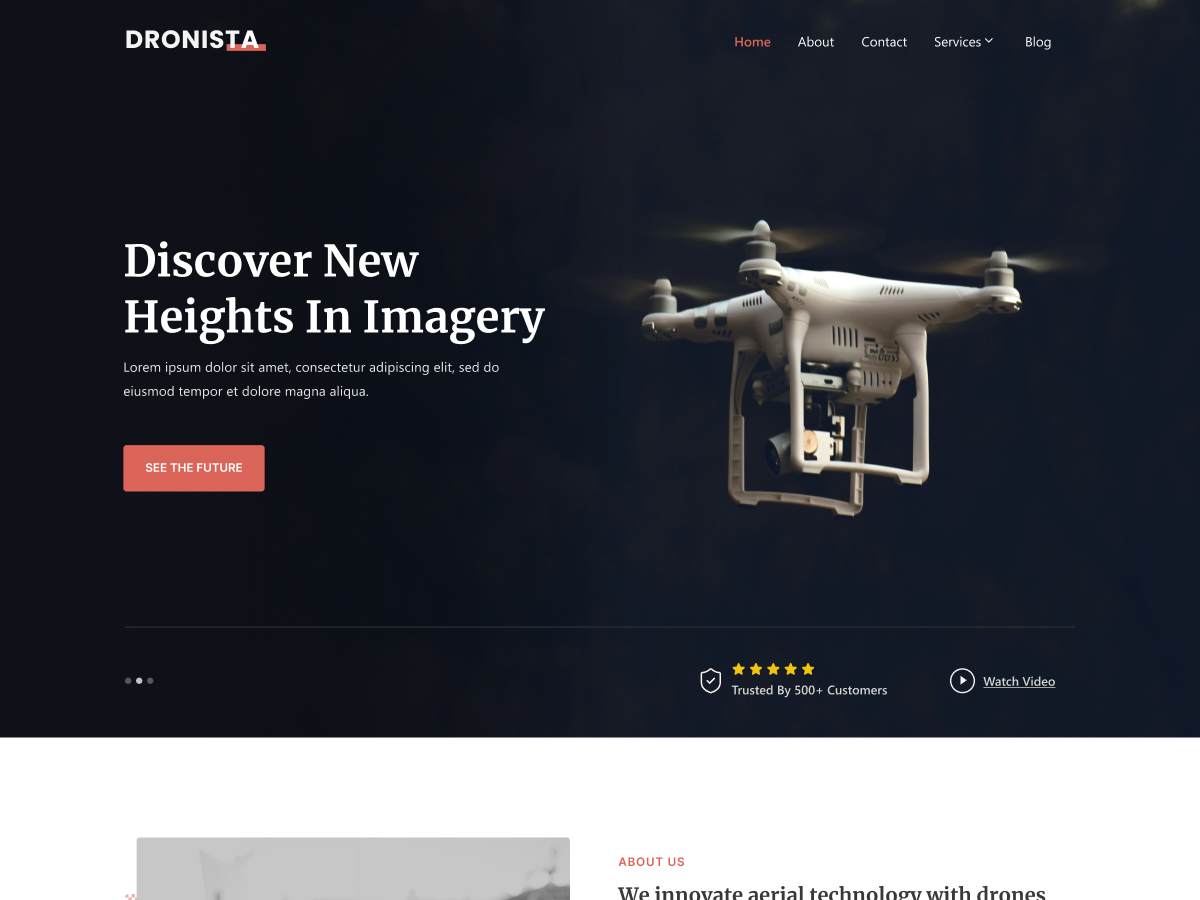 DRONISTA
Home About Contact Services Blog
Discover New
Heights In Imagery
Lorem ipsum dolor sit amet, consectetur adipiscing elit, sed do
eiusmod tempor et dolore magna aliqua.
SEE THE FUTURE
Trusted By 500+ Customers
Watch Video
ABOUT US
We innovate aerial technology with drones